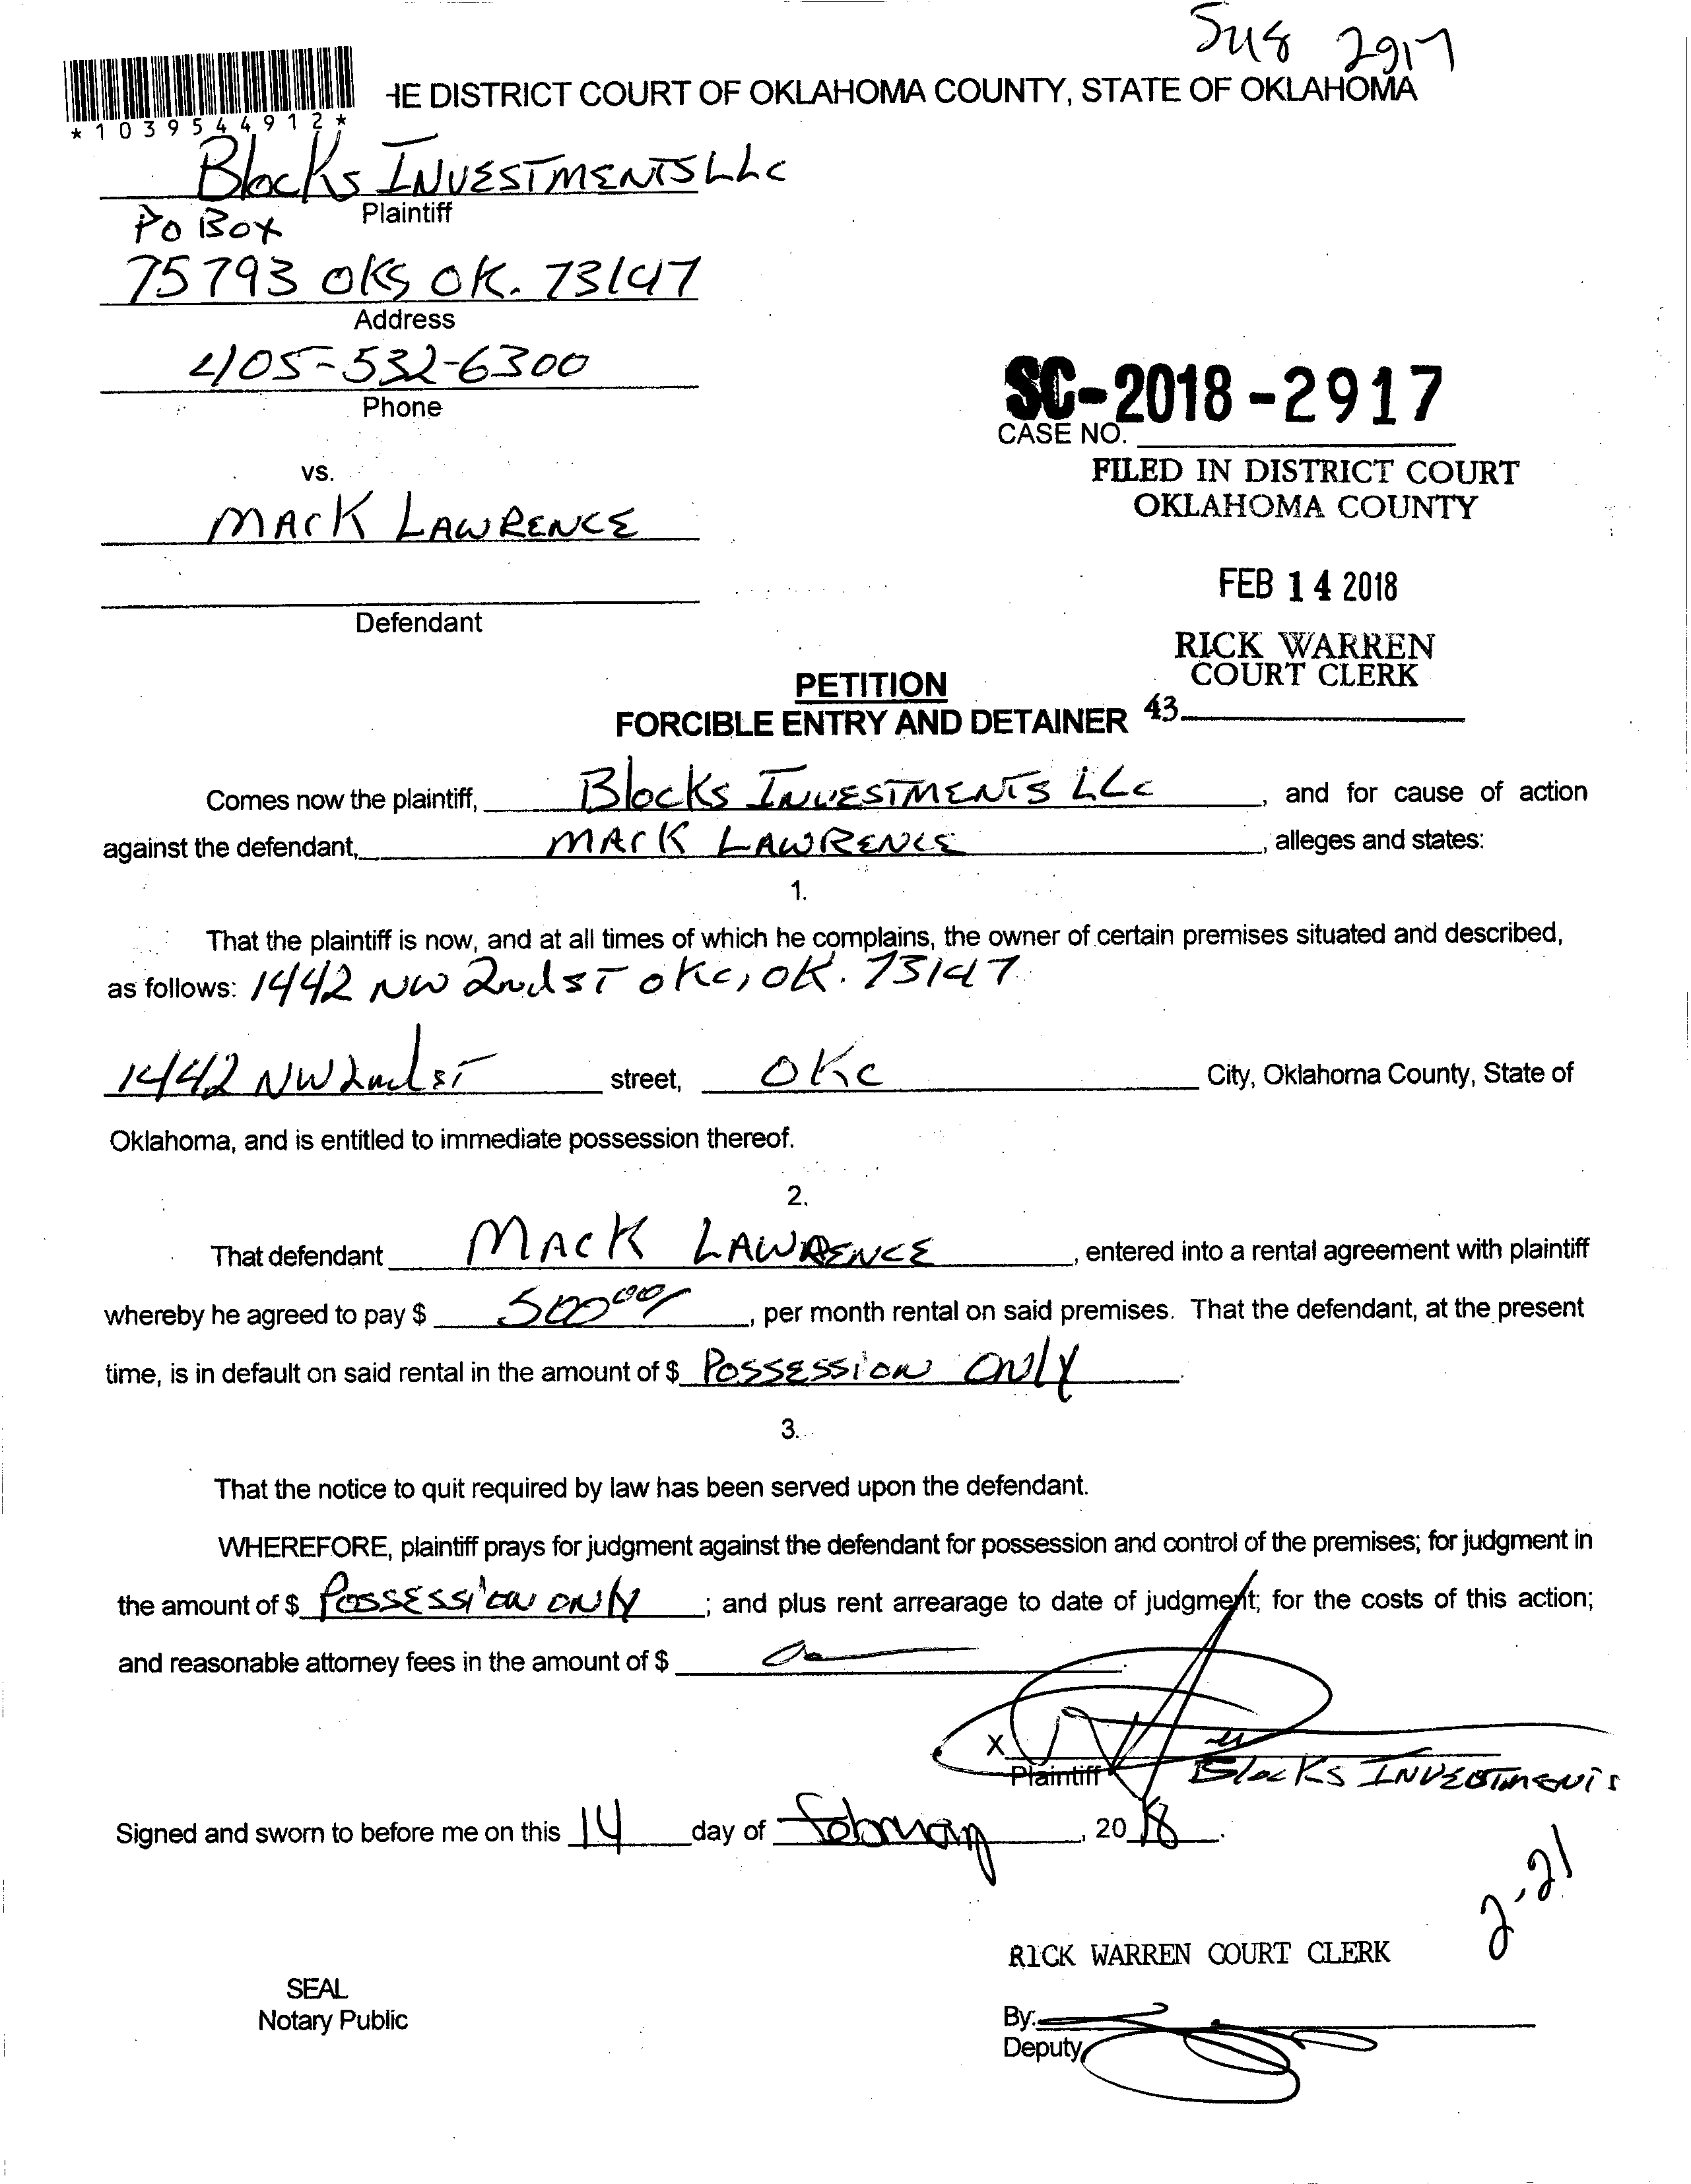 SC18 2917
*1039544912*
HE DISTRICT COURT OF OKLAHOMA COUNTY, STATE OF OKLAHOMA
Blocks INVESTMENTS LLC
Plaintiff
PO Box
75793 OKC OK. 73147
Address
405-532-6300
Phone
SC-2018-2917
CASE NO.
vs.
FILED IN DISTRICT COURT
OKLAHOMA COUNTY
MARK LAWRENCE
FEB 14 2018
Defendant
RICK WARREN
COURT CLERK
PETITION
FORCIBLE ENTRY AND DETAINER 43
Comes now the plaintiff, Blocks INVESTMENTS LLC, and for cause of action
against the defendant, MARK LAWRENCE, alleges and states:
1.
That the plaintiff is now, and at all times of which he complains, the owner of certain premises situated and described,
as follows: 1442 NW 2nd ST OKC, OK. 73147
1442 NW 2nd ST street, OKC City, Oklahoma County, State of
Oklahoma, and is entitled to immediate possession thereof.
2.
That defendant MARK LAWRENCE, entered into a rental agreement with plaintiff
whereby he agreed to pay $ 500.00, per month rental on said premises. That the defendant, at the present
time, is in default on said rental in the amount of $ POSSESSION ONLY.
3.
That the notice to quit required by law has been served upon the defendant.
WHEREFORE, plaintiff prays for judgment against the defendant for possession and control of the premises; for judgment in
the amount of $ POSSESSION ONLY; and plus rent arrearage to date of judgment; for the costs of this action;
and reasonable attorney fees in the amount of $
X
Plaintiff Blocks INVESTMENTS
Signed and sworn to before me on this 14 day of February, 2018.
2-21
RICK WARREN COURT CLERK
SEAL
Notary Public
By:
Deputy